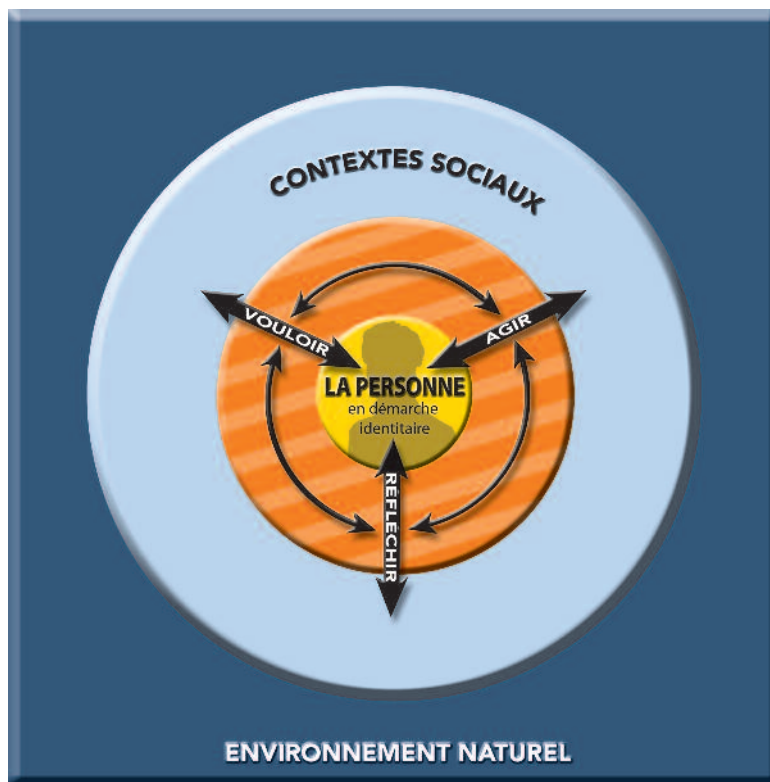 CONTEXTES SOCIAUX
VOULOIR
AGIR
LA PERSONNE
en démarche
identitaire
RÉFLÉCHIR
ENVIRONNEMENT NATUREL